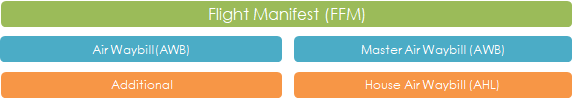 Flight Manifest (FFM)
Air Waybill(AWB)
Master Air Waybill (AWB)
Additional
House Air Waybill (AHL)